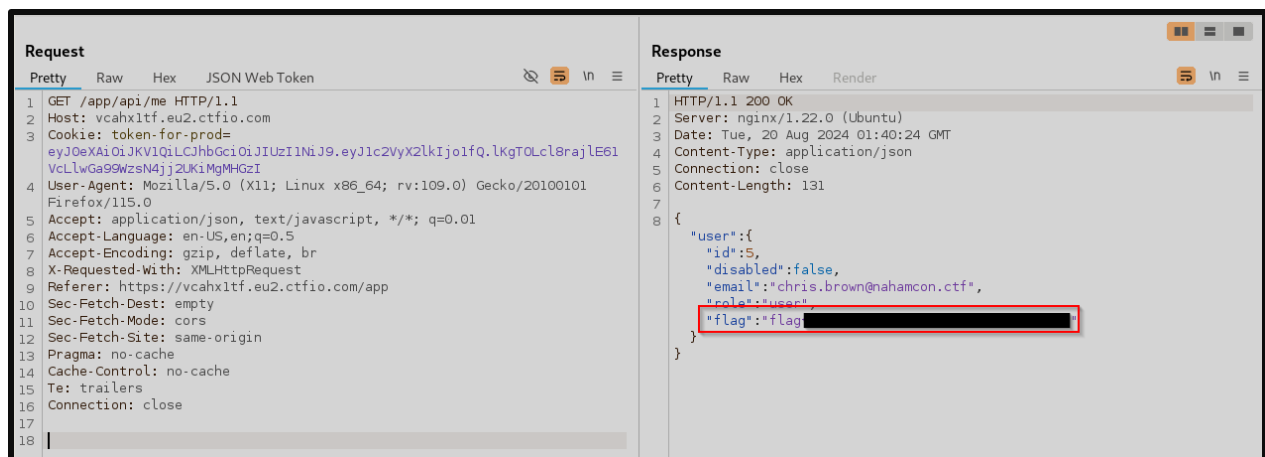 Request
Pretty Raw Hex JSON Web Token \n
1 GET /app/api/me HTTP/1.1
2 Host: vcahx1tf.eu2.ctfio.com
3 Cookie: token-for-prod=
eyJ0eXAiOiJKV1QiLCJhbGciOiJIUzI1NiJ9.eyJ1c2VyX2lkIjo1fQ.lKgTOLcl8rajlE61
VcLlwGa99WzsN4jj2UKiMgMHGzI
4 User-Agent: Mozilla/5.0 (X11; Linux x86_64; rv:109.0) Gecko/20100101
Firefox/115.0
5 Accept: application/json, text/javascript, */*; q=0.01
6 Accept-Language: en-US,en;q=0.5
7 Accept-Encoding: gzip, deflate, br
8 X-Requested-With: XMLHttpRequest
9 Referer: https://vcahx1tf.eu2.ctfio.com/app
10 Sec-Fetch-Dest: empty
11 Sec-Fetch-Mode: cors
12 Sec-Fetch-Site: same-origin
13 Pragma: no-cache
14 Cache-Control: no-cache
15 Te: trailers
16 Connection: close
17
18
Response
Pretty Raw Hex Render \n
1 HTTP/1.1 200 OK
2 Server: nginx/1.22.0 (Ubuntu)
3 Date: Tue, 20 Aug 2024 01:40:24 GMT
4 Content-Type: application/json
5 Connection: close
6 Content-Length: 131
7
8 {
"user":{
"id":5,
"disabled":false,
"email":"chris.brown@nahamcon.ctf",
"role":"user",
"flag":"flag "
}
}